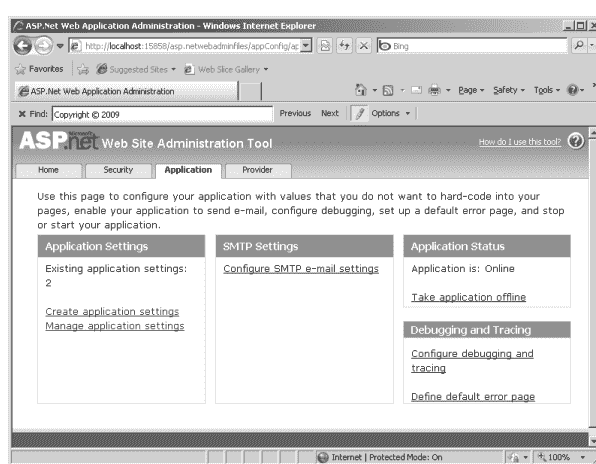 ASP.Net Web Application Administration - Windows Internet Explorer
http://localhost:15858/asp.netwebadminfiles/appConfig/ac
Bing
Favorites
Suggested Sites
Web Slice Gallery
ASP.Net Web Application Administration
Page
Safety
Tools
Find: Copyright © 2009
Previous
Next
Options
Microsoft
ASP.net Web Site Administration Tool
How do I use this tool?
Home
Security
Application
Provider
Use this page to configure your application with values that you do not want to hard-code into your
pages, enable your application to send e-mail, configure debugging, set up a default error page, and stop
or start your application.
Application Settings
Existing application settings:
2
Create application settings
Manage application settings
SMTP Settings
Configure SMTP e-mail settings
Application Status
Application is: Online
Take application offline
Debugging and Tracing
Configure debugging and
tracing
Define default error page
Internet | Protected Mode: On
100%